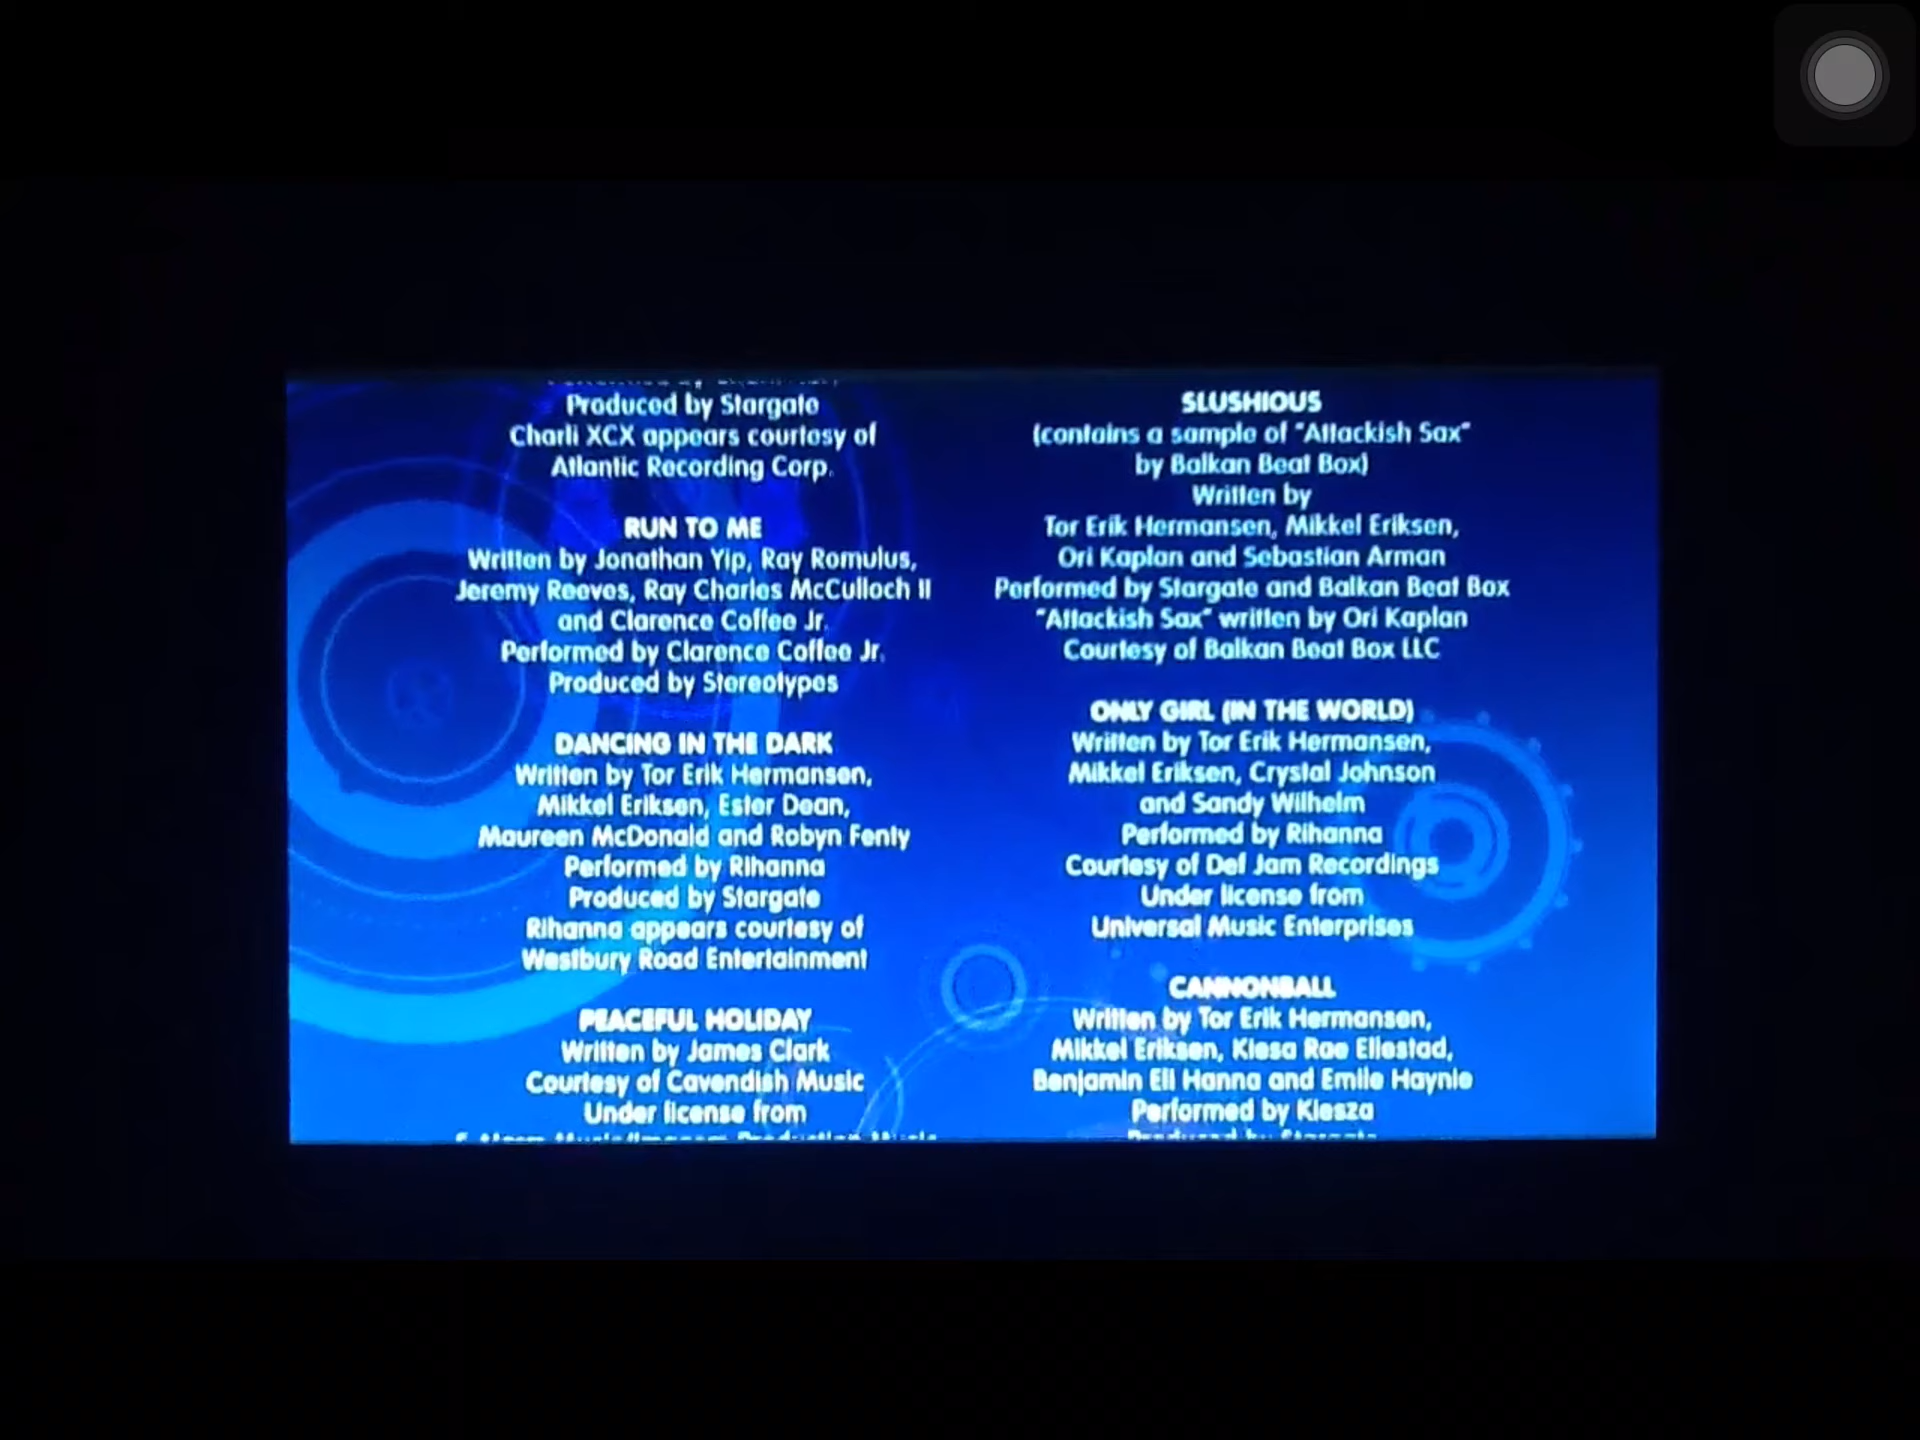 Produced by Stargate
Charli XCX appears courtesy of
Atlantic Recording Corp.
RUN TO ME
Written by Jonathan Yip, Ray Romulus,
Jeremy Reeves, Ray Charles McCulloch II
and Clarence Coffee Jr.
Performed by Clarence Coffee Jr.
Produced by Stereotypes
DANCING IN THE DARK
Written by Tor Erik Hermansen,
Mikkel Eriksen, Ester Dean,
Maureen McDonald and Robyn Fenty
Performed by Rihanna
Produced by Stargate
Rihanna appears courtesy of
Westbury Road Entertainment
PEACEFUL HOLIDAY
Written by James Clark
Courtesy of Cavendish Music
Under license from
SLUSHIOUS
(contains a sample of "Attackish Sax"
by Balkan Beat Box)
Written by
Tor Erik Hermansen, Mikkel Eriksen,
Ori Kaplan and Sebastian Arman
Performed by Stargate and Balkan Beat Box
"Attackish Sax" written by Ori Kaplan
Courtesy of Balkan Beat Box LLC
ONLY GIRL (IN THE WORLD)
Written by Tor Erik Hermansen,
Mikkel Eriksen, Crystal Johnson
and Sandy Wilhelm
Performed by Rihanna
Courtesy of Def Jam Recordings
Under license from
Universal Music Enterprises
CANNONBALL
Written by Tor Erik Hermansen,
Mikkel Eriksen, Kiesa Rae Ellestad,
Benjamin Eli Hanna and Emile Haynie
Performed by Kiesza
Produced by Stargate